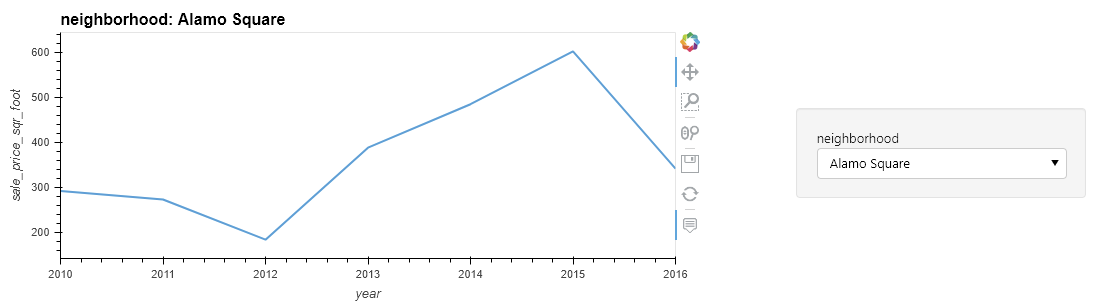 neighborhood: Alamo Square
600
500
400
300
200
sale_price_sqr_foot
2010 2011 2012 2013 2014 2015 2016
year
neighborhood
Alamo Square